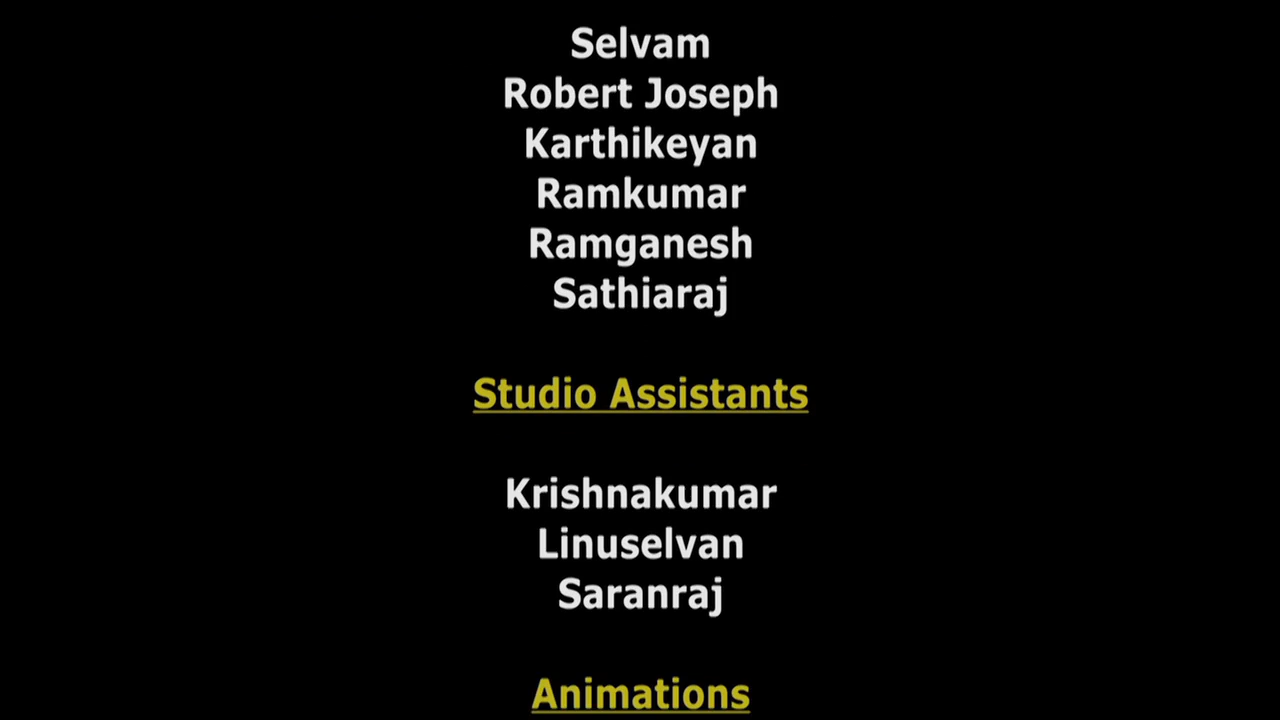 Selvam
Robert Joseph
Karthikeyan
Ramkumar
Ramganesh
Sathiaraj
Studio Assistants
Krishnakumar
Linuselvan
Saranraj
Animations